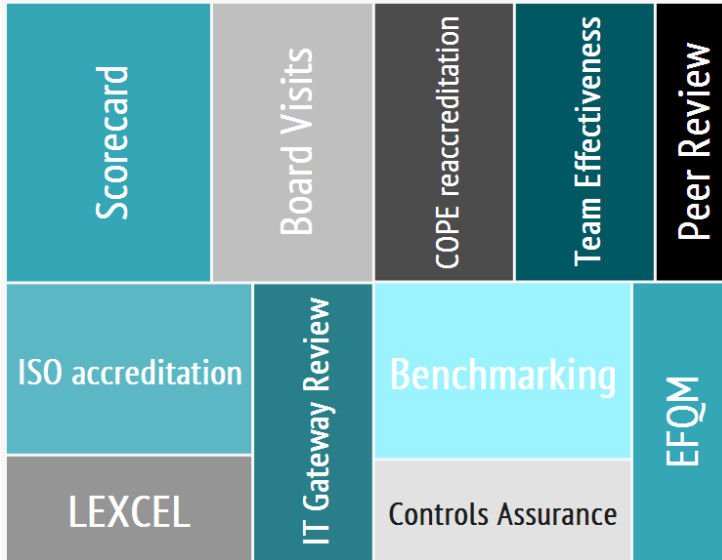 Scorecard
Board Visits
COPE reaccreditation
Team Effectiveness
Peer Review
ISO accreditation
IT Gateway Review
Benchmarking
EFQM
LEXCEL
Controls Assurance